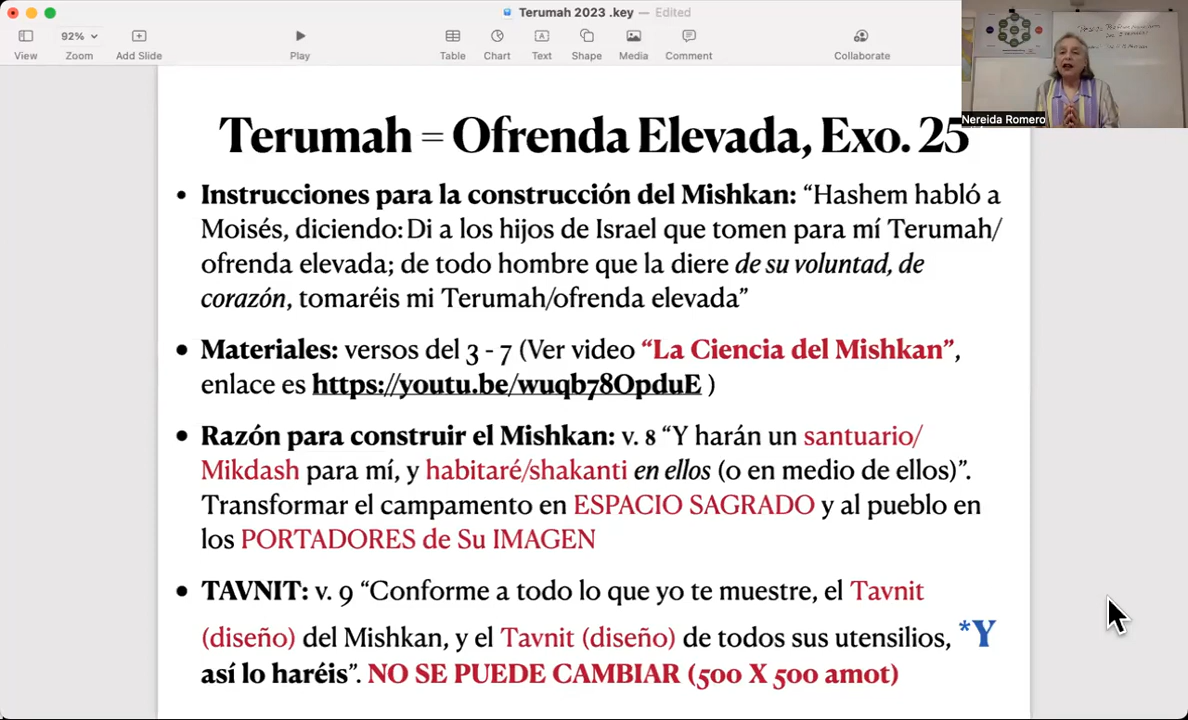 Terumah 2023 .key — Edited
92%
View
Zoom
Add Slide
Play
Table
Chart
Text
Shape
Media
Comment
Collaborate
Nereida Romero
Terumah = Ofrenda Elevada, Exo. 25
• Instrucciones para la construcción del Mishkan: “Hashem habló a
Moisés, diciendo: Di a los hijos de Israel que tomen para mí Terumah/
ofrenda elevada; de todo hombre que la diere de su voluntad, de
corazón, tomaréis mi Terumah/ofrenda elevada”
• Materiales: versos del 3 - 7 (Ver video “La Ciencia del Mishkan”,
enlace es https://youtu.be/wuqb78OpduE )
• Razón para construir el Mishkan: v. 8 “Y harán un santuario/
Mikdash para mí, y habitaré/shakanti en ellos (o en medio de ellos)”.
Transformar el campamento en ESPACIO SAGRADO y al pueblo en
los PORTADORES de Su IMAGEN
• TAVNIT: v. 9 “Conforme a todo lo que yo te muestre, el Tavnit
(diseño) del Mishkan, y el Tavnit (diseño) de todos sus utensilios, *Y
así lo haréis”. NO SE PUEDE CAMBIAR (500 X 500 amot)